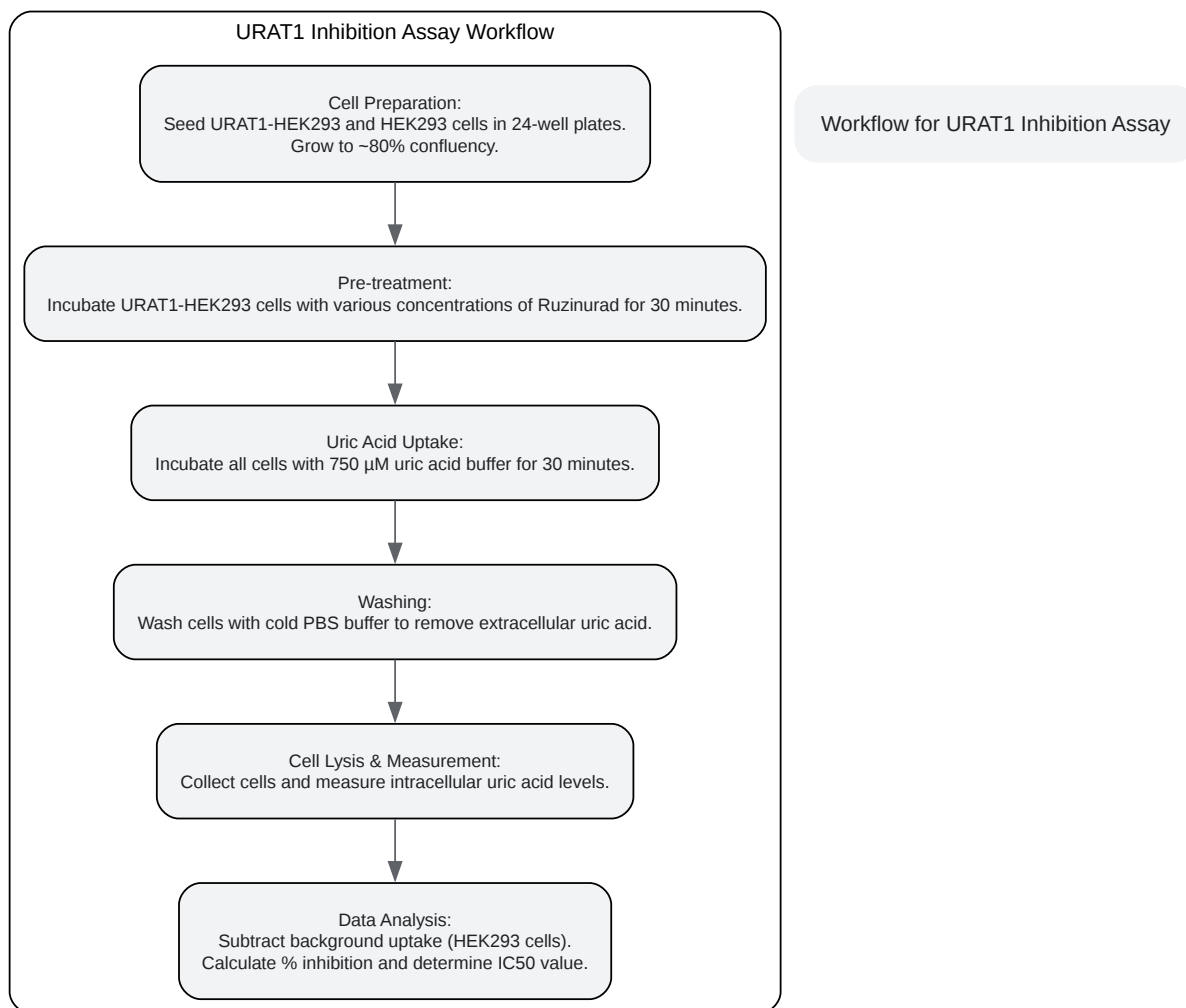 URAT1 Inhibition Assay Workflow
Cell Preparation:
Seed URAT1-HEK293 and HEK293 cells in 24-well plates.
Grow to ~80% confluency.
Workflow for URAT1 Inhibition Assay
Pre-treatment:
Incubate URAT1-HEK293 cells with various concentrations of Ruzinurad for 30 minutes.
Uric Acid Uptake:
Incubate all cells with 750 µM uric acid buffer for 30 minutes.
Washing:
Wash cells with cold PBS buffer to remove extracellular uric acid.
Cell Lysis & Measurement:
Collect cells and measure intracellular uric acid levels.
Data Analysis:
Subtract background uptake (HEK293 cells).
Calculate % inhibition and determine IC50 value.